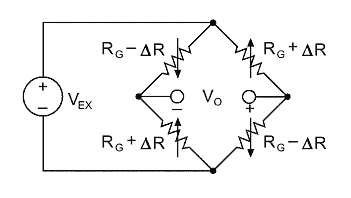 R_G − ΔR
R_G + ΔR
+
−
V_EX
V_O
−
+
R_G + ΔR
R_G − ΔR